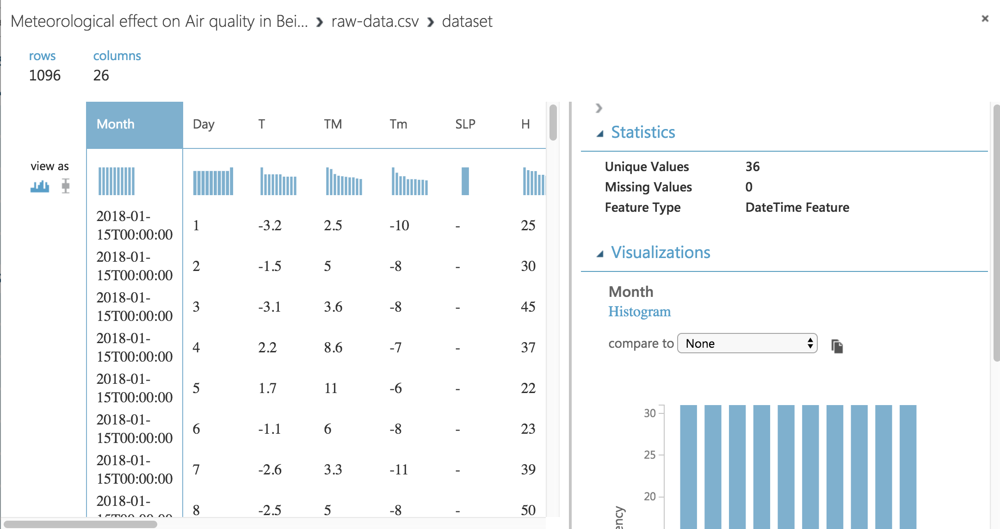 Meteorological effect on Air quality in Bei... › raw-data.csv › dataset
rows columns
1096 26
Month Day T TM Tm SLP H
view as
2018-01-
15T00:00:00 1 -3.2 2.5 -10 - 25
2018-01-
15T00:00:00 2 -1.5 5 -8 - 30
2018-01-
15T00:00:00 3 -3.1 3.6 -8 - 45
2018-01-
15T00:00:00 4 2.2 8.6 -7 - 37
2018-01-
15T00:00:00 5 1.7 11 -6 - 22
2018-01-
15T00:00:00 6 -1.1 6 -8 - 23
2018-01-
15T00:00:00 7 -2.6 3.3 -11 - 39
2018-01-
8 -2.5 5 -8 - 50
Statistics
Unique Values 36
Missing Values 0
Feature Type DateTime Feature
Visualizations
Month
Histogram
compare to None
30
25
20